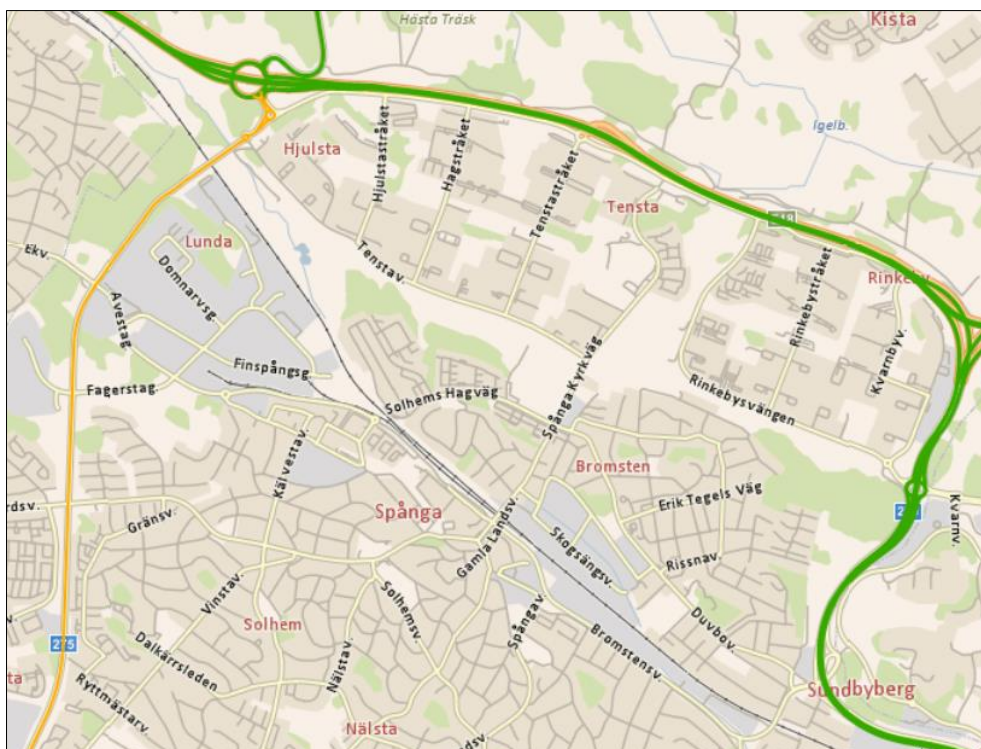 Hästa Träsk
Kista
Igelb.
Hjulsta
Hjulstastråket
Hagstråket
Tenstastråket
Tensta
Lunda
Ekv.
Domnarvsg.
Tenstav.
Rinkeby
Rinkebystråket
Avestag.
Kvarnbyv.
Finspångsg.
Fagerstag.
Solhems Hagväg
Spånga Kyrkväg
Rinkebysvängen
Kälvestav.
Bromsten
Erik Tegels Väg
Spånga
Gränsv.
Gamla Landsv.
Skogsängsv.
Rissnav.
Kvarnv.
Vinstav.
Solhem
Solhemsv.
Spångav.
Duvbov.
275
Dalkärrsleden
Nälstav.
Bromstensv.
Sundbyberg
Ryttmästarv.
Nälsta